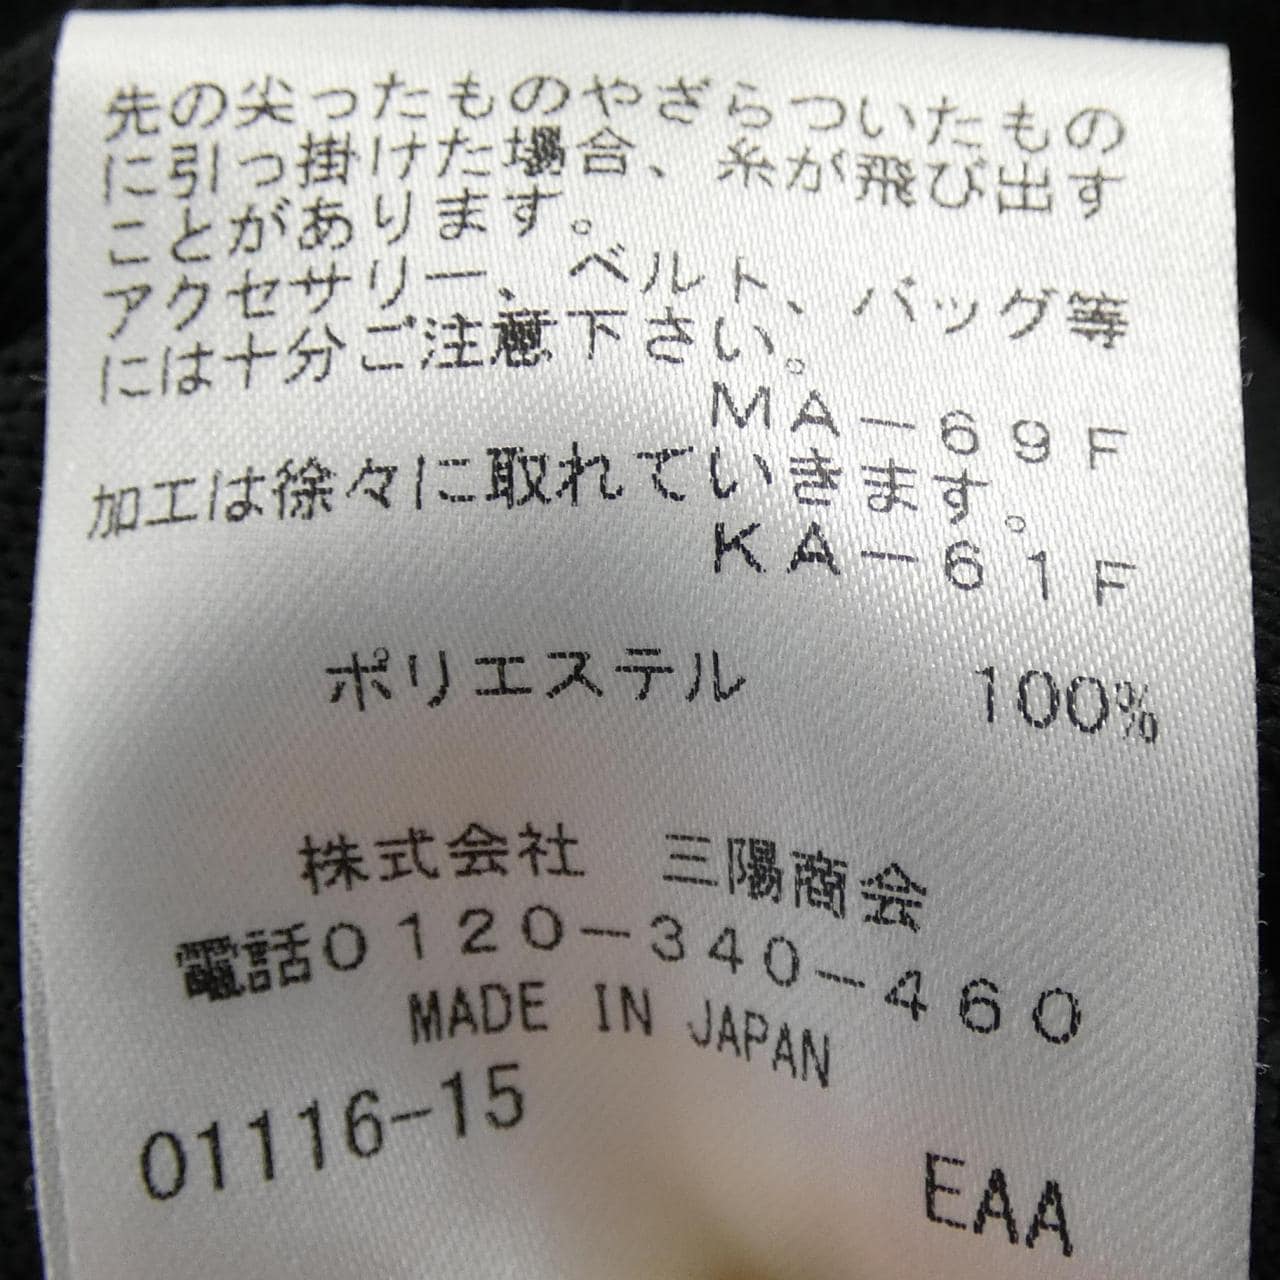 先の尖ったものやざらついたもの
に引っ掛けた場合、糸が飛び出す
ことがあります。
アクセサリー、ベルト、バッグ等
には十分ご注意下さい。
ＭＡ－６９Ｆ
加工は徐々に取れていきます。
ＫＡ－６１Ｆ
ポリエステル 100%
株式会社 三陽商会
電話０１２０－３４０－４６０
MADE IN JAPAN
01116-15
EAA